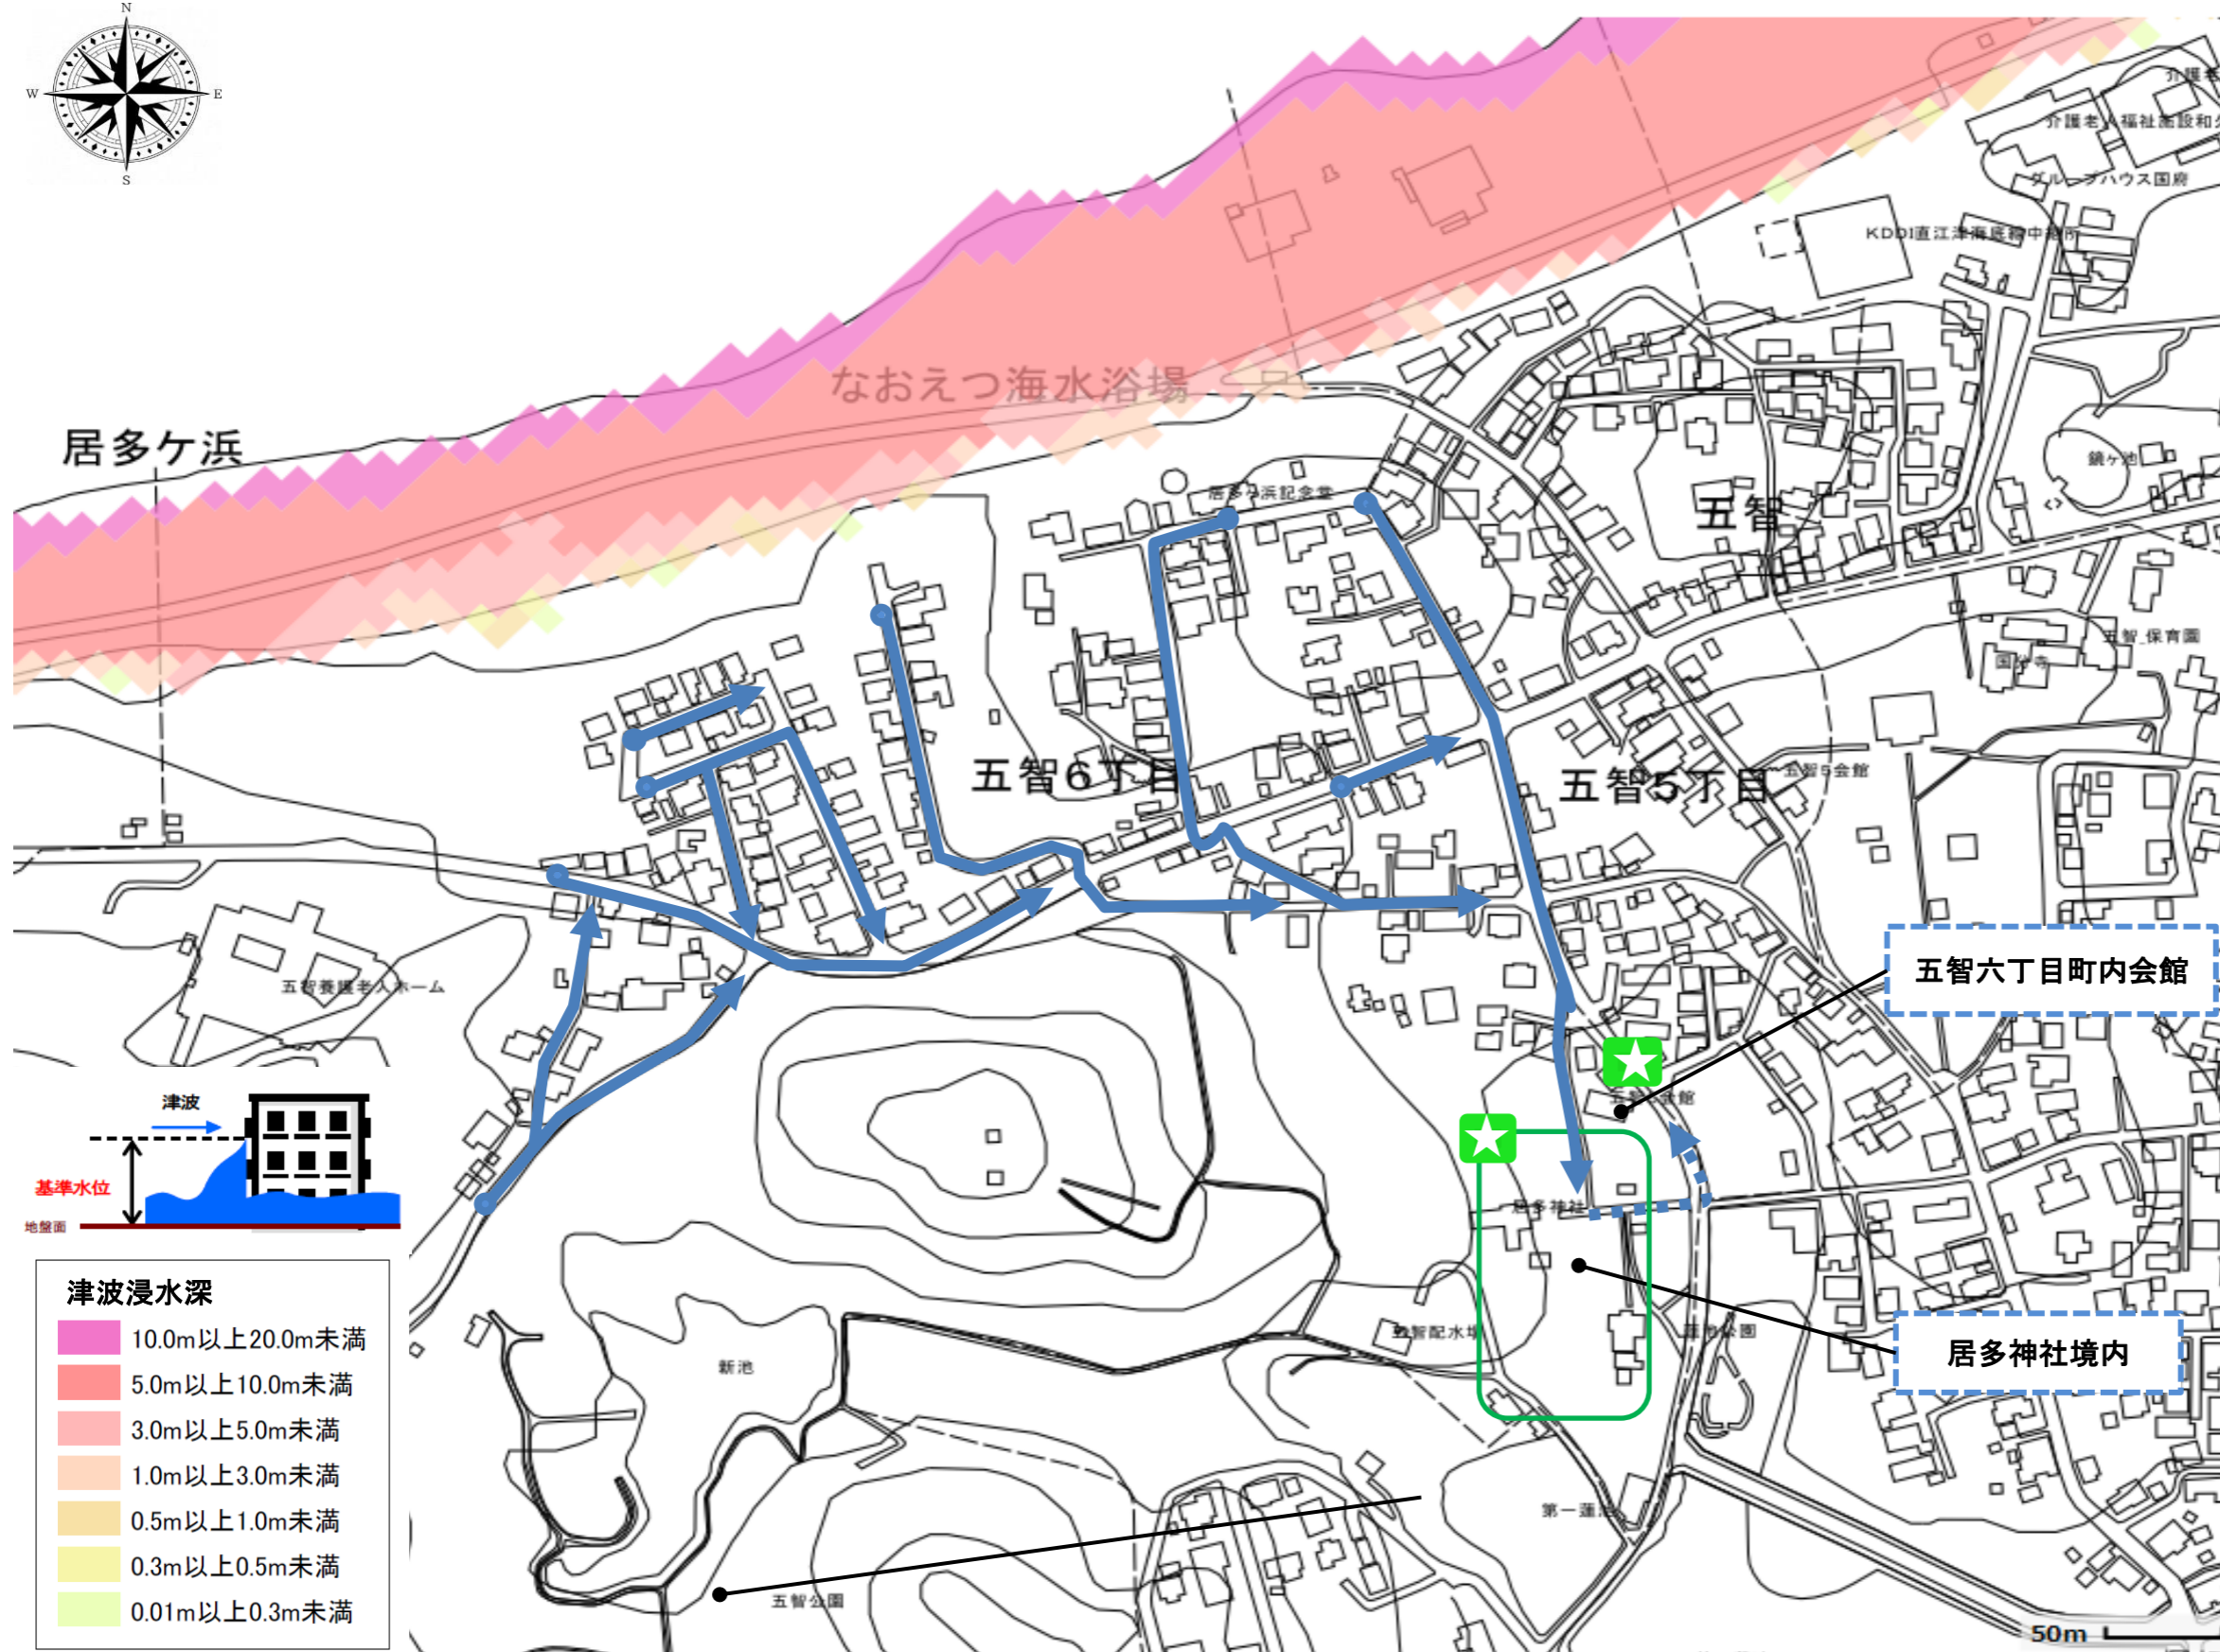 N
W
E
S
介護老
介護老人福祉施設和久
グループハウス国府
KDDI直江津海底線中継所
なおえつ海水浴場
居多ケ浜
鏡ケ池
居多ケ浜記念堂
五智
五智保育園
国分寺
五智6丁目
五智5丁目
五智5会館
五智六丁目町内会館
五智養護老人ホーム
津波
基準水位
地盤面
居多神社
居多神社境内
五智配水場
新池
津波浸水深
10.0m以上20.0m未満
5.0m以上10.0m未満
3.0m以上5.0m未満
1.0m以上3.0m未満
0.5m以上1.0m未満
0.3m以上0.5m未満
0.01m以上0.3m未満
第一蓮池
五智公園
50m